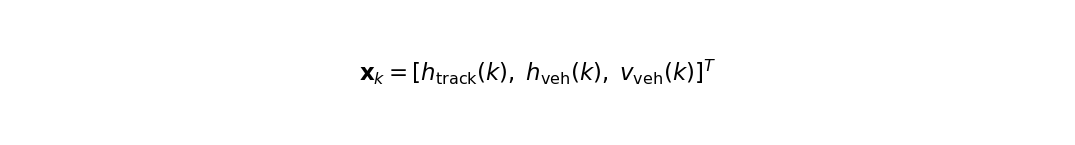 𝐱_k = [h_track(k), h_veh(k), v_veh(k)]^T